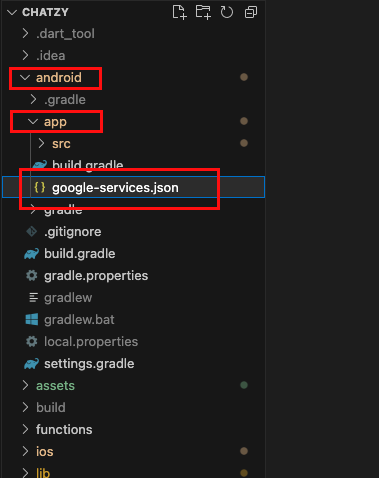 CHATZY
.dart_tool
.idea
android
.gradle
app
src
build.gradle
{} google-services.json
gradle
.gitignore
build.gradle
gradle.properties
gradlew
gradlew.bat
local.properties
settings.gradle
assets
build
functions
ios
lib